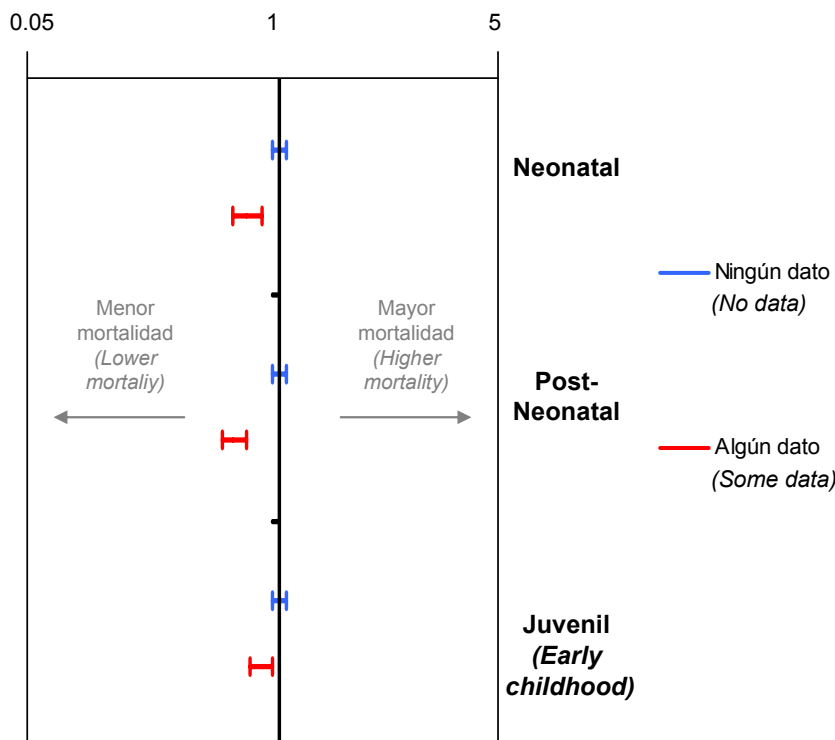 0.05 1 5
Neonatal
Ningún dato
(No data)
Menor
mortalidad
(Lower
mortaliy)
Mayor
mortalidad
(Higher
mortality)
Post-
Neonatal
Algún dato
(Some data)
Juvenil
(Early
childhood)